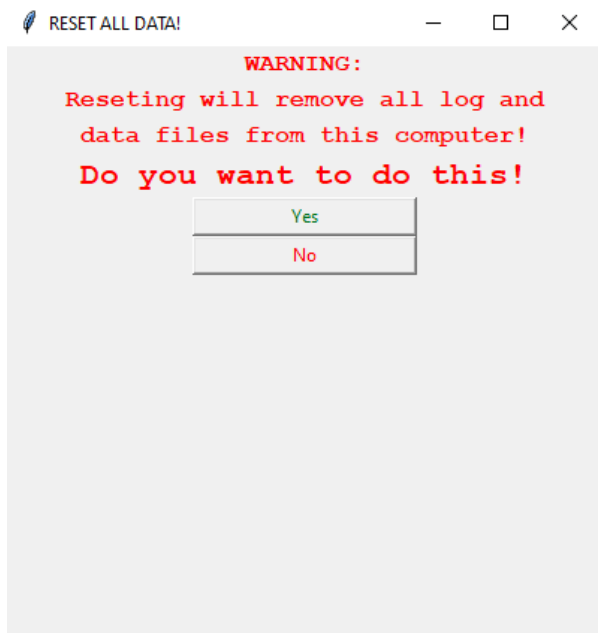 RESET ALL DATA!
WARNING:
Reseting will remove all log and
data files from this computer!
Do you want to do this!
Yes
No